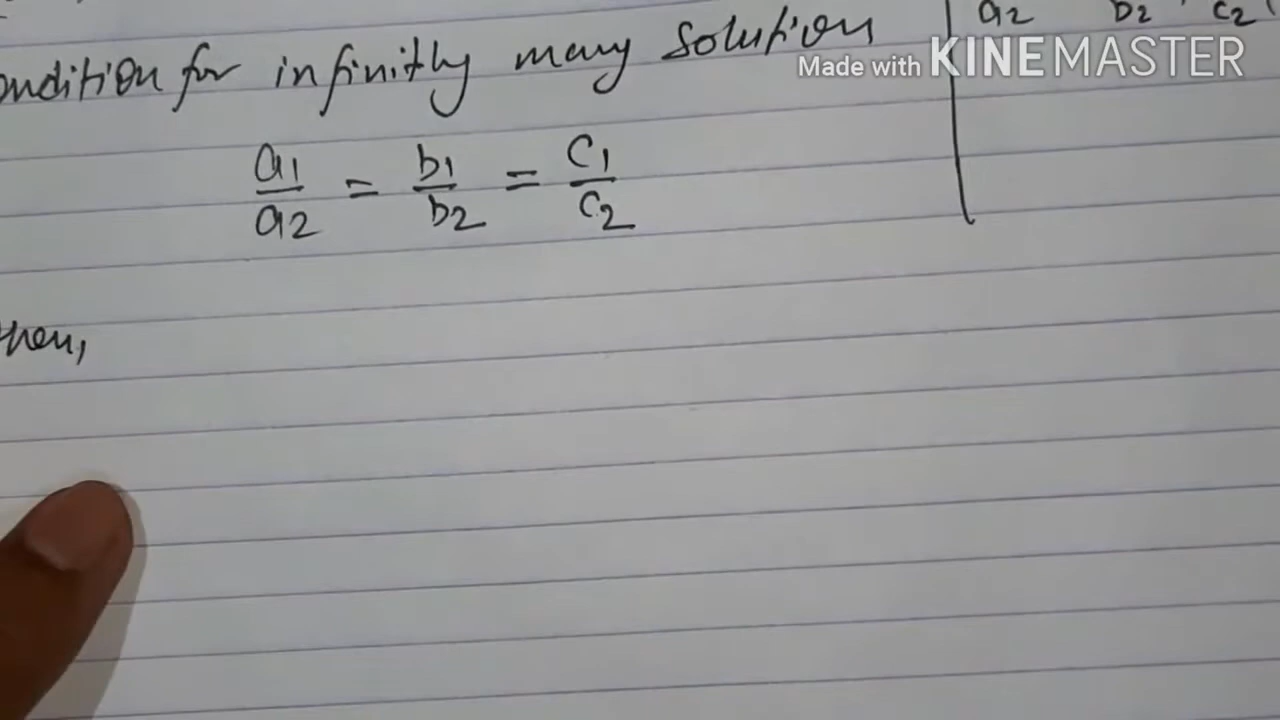 a2 b2 c2
ondition for infinitly many solution
Made with KINEMASTER
a1/a2 = b1/b2 = c1/c2
then,